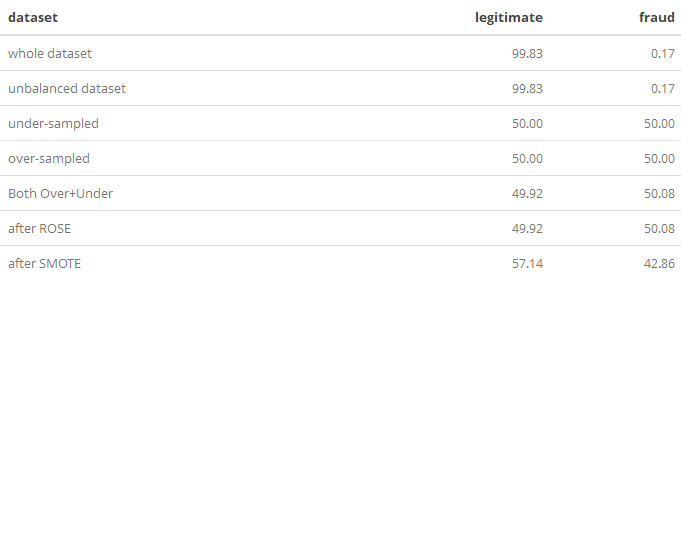 dataset legitimate fraud
whole dataset 99.83 0.17
unbalanced dataset 99.83 0.17
under-sampled 50.00 50.00
over-sampled 50.00 50.00
Both Over+Under 49.92 50.08
after ROSE 49.92 50.08
after SMOTE 57.14 42.86